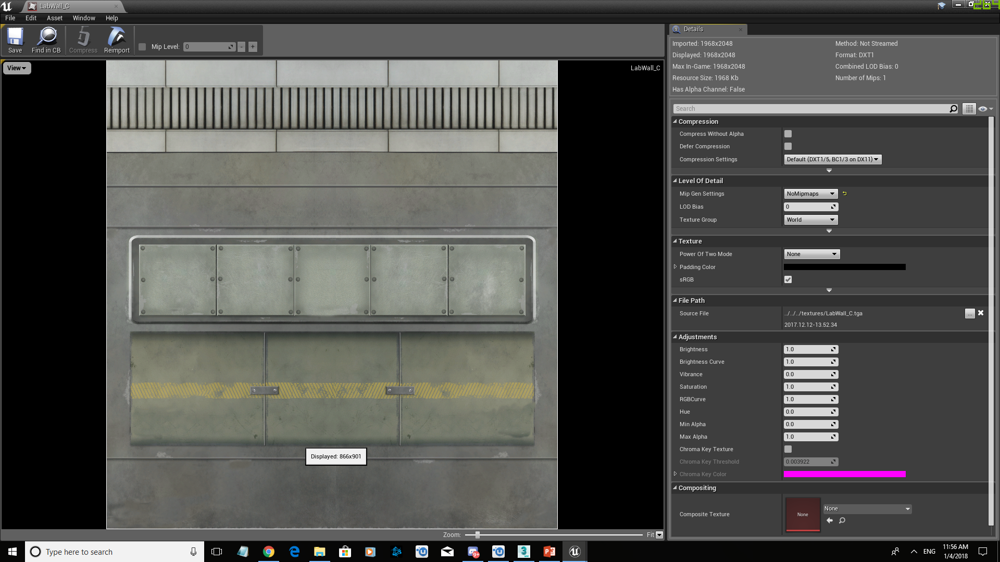 LabWall_C
File Edit Asset Window Help
Save Find in CB Compress Reimport Mip Level: 0 - +
View
LabWall_C
Displayed: 866x901
Zoom: Fit
Details
Imported: 1968x2048 Method: Not Streamed
Displayed: 1968x2048 Format: DXT1
Max In-Game: 1968x2048 Combined LOD Bias: 0
Resource Size: 1968 Kb Number of Mips: 1
Has Alpha Channel: False
Search
Compression
Compress Without Alpha
Defer Compression
Compression Settings Default (DXT1/5, BC1/3 on DX11)
Level Of Detail
Mip Gen Settings NoMipmaps
LOD Bias 0
Texture Group World
Texture
Power Of Two Mode None
Padding Color
sRGB
File Path
Source File ../../../textures/LabWall_C.tga ...
2017.12.12-13.52.34
Adjustments
Brightness 1.0
Brightness Curve 1.0
Vibrance 0.0
Saturation 1.0
RGBCurve 1.0
Hue 0.0
Min Alpha 0.0
Max Alpha 1.0
Chroma Key Texture
Chroma Key Threshold 0.003922
Chroma Key Color
Compositing
Composite Texture None None
Type here to search
9+
3
ENG
11:56 AM
1/4/2018